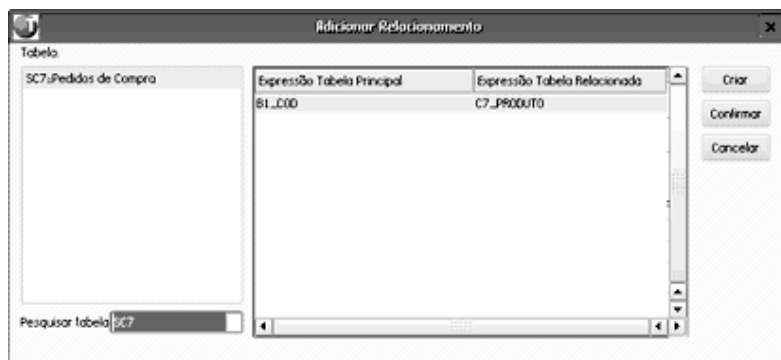 Adicionar Relacionamento
Tabela:
SC7:Pedidos de Compra
Expressão Tabela Principal Expressão Tabela Relacionada
B1_COD C7_PRODUTO
Criar
Confirmar
Cancelar
Pesquisar tabela SC7